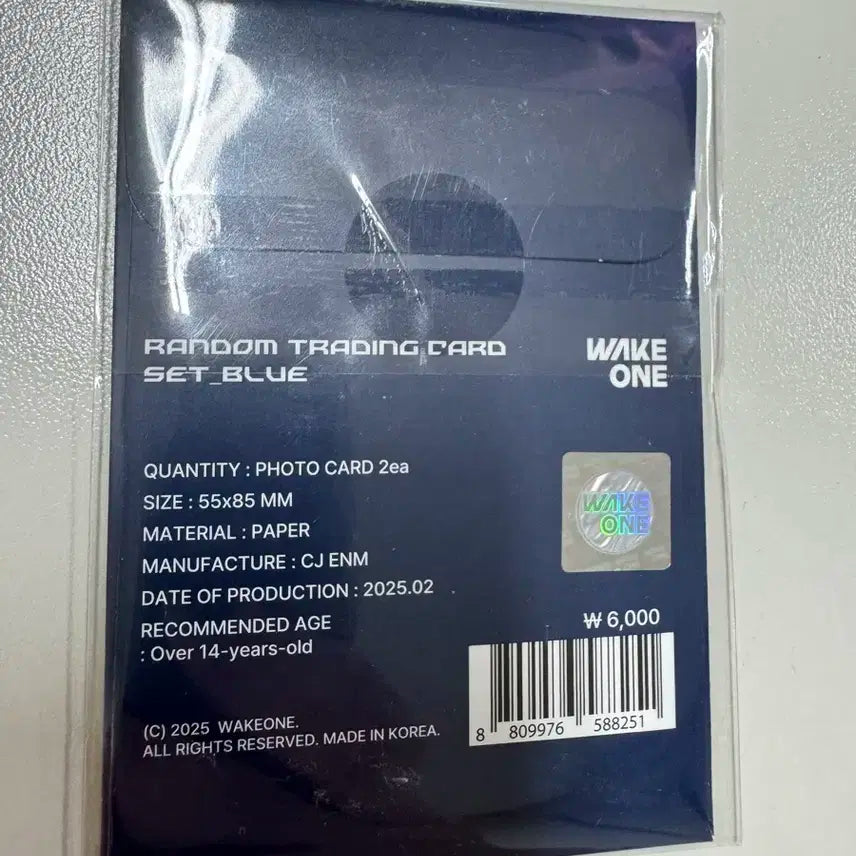 RANDOM TRADING CARD
SET_BLUE
WAKE
ONE
QUANTITY : PHOTO CARD 2ea
SIZE : 55x85 MM
MATERIAL : PAPER
MANUFACTURE : CJ ENM
DATE OF PRODUCTION : 2025.02
RECOMMENDED AGE
: Over 14-years-old
WAKE
ONE
₩ 6,000
8 809976 588251
(C) 2025 WAKEONE.
ALL RIGHTS RESERVED. MADE IN KOREA.